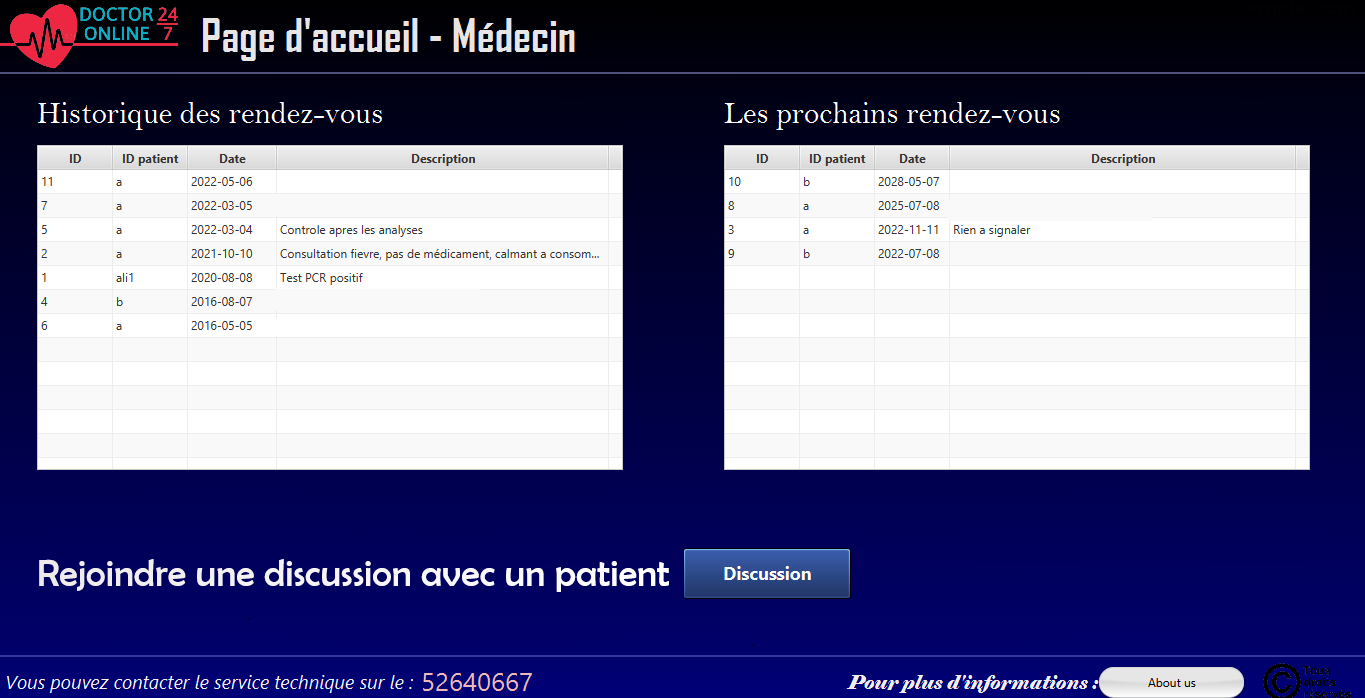 DOCTOR 24
ONLINE 7
Page d'accueil - Médecin
Historique des rendez-vous
ID ID patient Date Description
11 a 2022-05-06
7 a 2022-03-05
5 a 2022-03-04 Controle apres les analyses
2 a 2021-10-10 Consultation fievre, pas de médicament, calmant a consom...
1 ali1 2020-08-08 Test PCR positif
4 b 2016-08-07
6 a 2016-05-05
Les prochains rendez-vous
ID ID patient Date Description
10 b 2028-05-07
8 a 2025-07-08
3 a 2022-11-11 Rien a signaler
9 b 2022-07-08
Rejoindre une discussion avec un patient Discussion
Vous pouvez contacter le service technique sur le : 52640667
Pour plus d'informations : About us
©